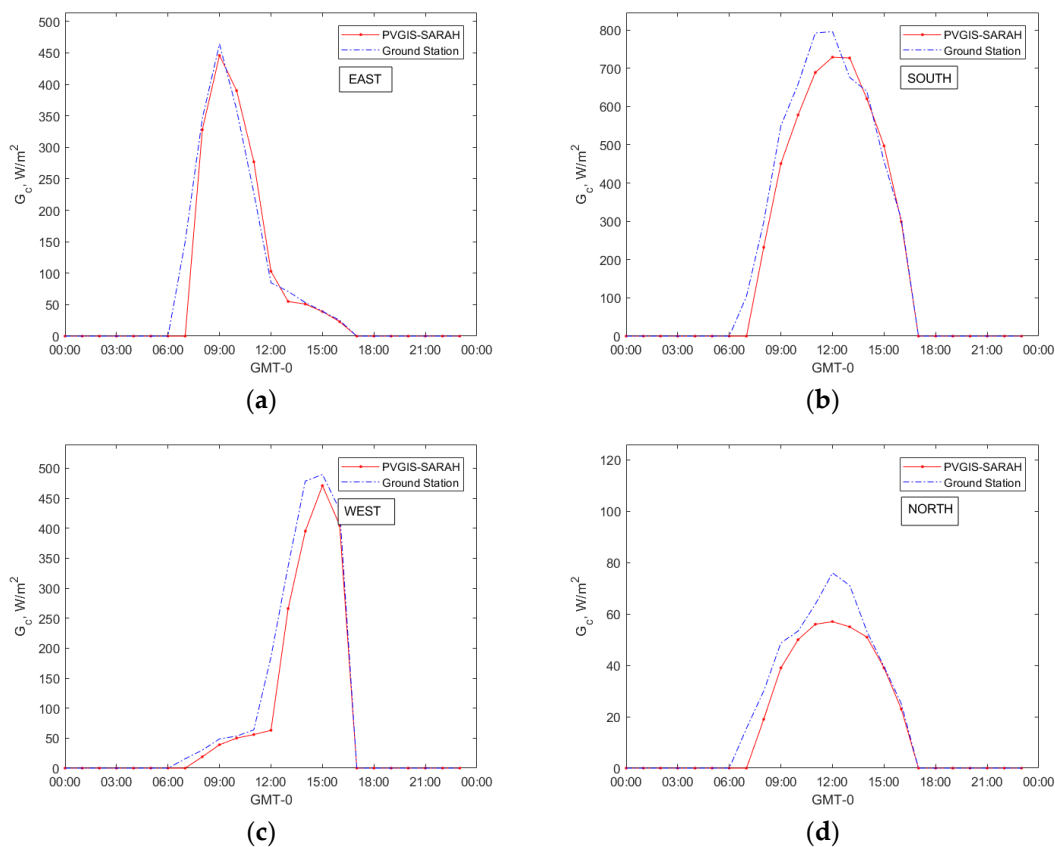 500
450
400
350
300
250
200
150
100
50
0
G_c, W/m²
PVGIS-SARAH
Ground Station
EAST
00:00 03:00 06:00 09:00 12:00 15:00 18:00 21:00 00:00
GMT-0
(a)
800
700
600
500
400
300
200
100
0
G_c, W/m²
PVGIS-SARAH
Ground Station
SOUTH
00:00 03:00 06:00 09:00 12:00 15:00 18:00 21:00 00:00
GMT-0
(b)
500
450
400
350
300
250
200
150
100
50
0
G_c, W/m²
PVGIS-SARAH
Ground Station
WEST
00:00 03:00 06:00 09:00 12:00 15:00 18:00 21:00 00:00
GMT-0
(c)
120
100
80
60
40
20
0
G_c, W/m²
PVGIS-SARAH
Ground Station
NORTH
00:00 03:00 06:00 09:00 12:00 15:00 18:00 21:00 00:00
GMT-0
(d)